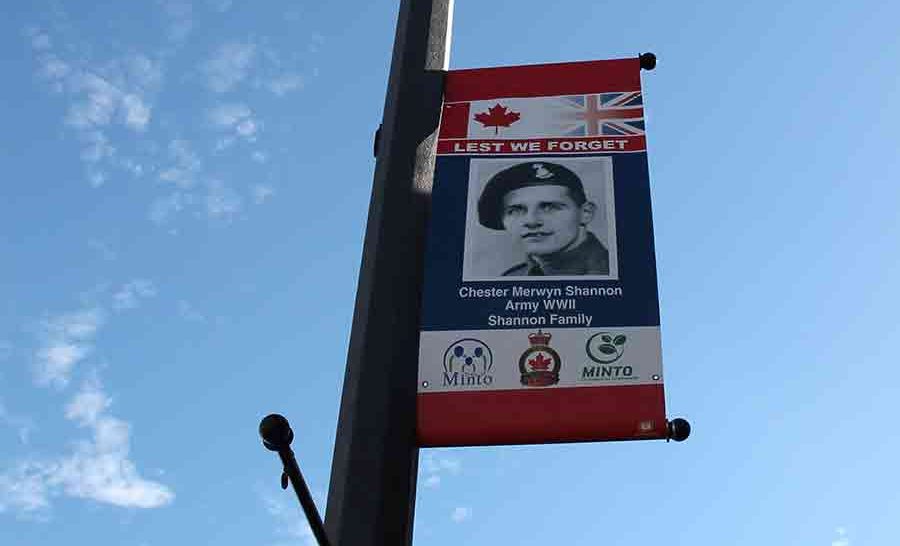 LEST WE FORGET
Chester Merwyn Shannon
Army WWII
Shannon Family
Minto
MINTO